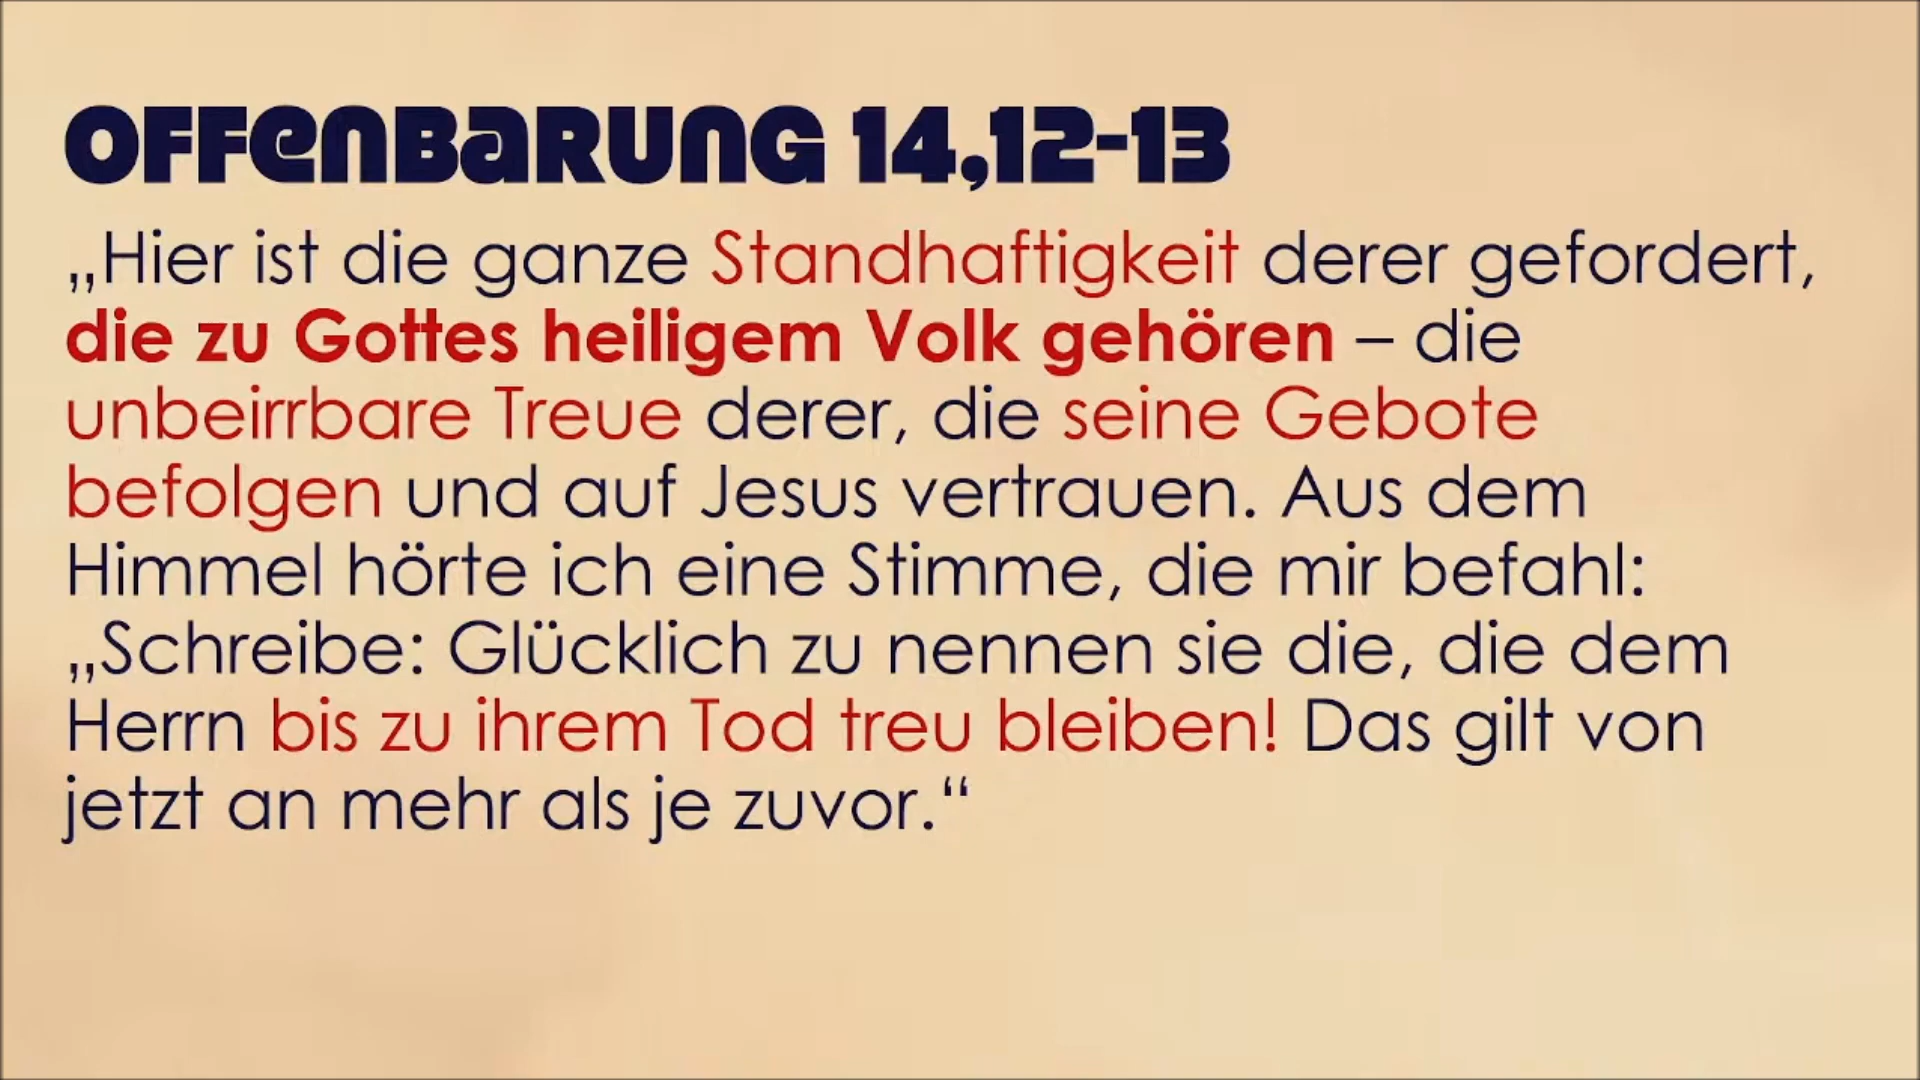 OFFENBARUNG 14,12-13
„Hier ist die ganze Standhaftigkeit derer gefordert,
die zu Gottes heiligem Volk gehören – die
unbeirrbare Treue derer, die seine Gebote
befolgen und auf Jesus vertrauen. Aus dem
Himmel hörte ich eine Stimme, die mir befahl:
„Schreibe: Glücklich zu nennen sie die, die dem
Herrn bis zu ihrem Tod treu bleiben! Das gilt von
jetzt an mehr als je zuvor.“